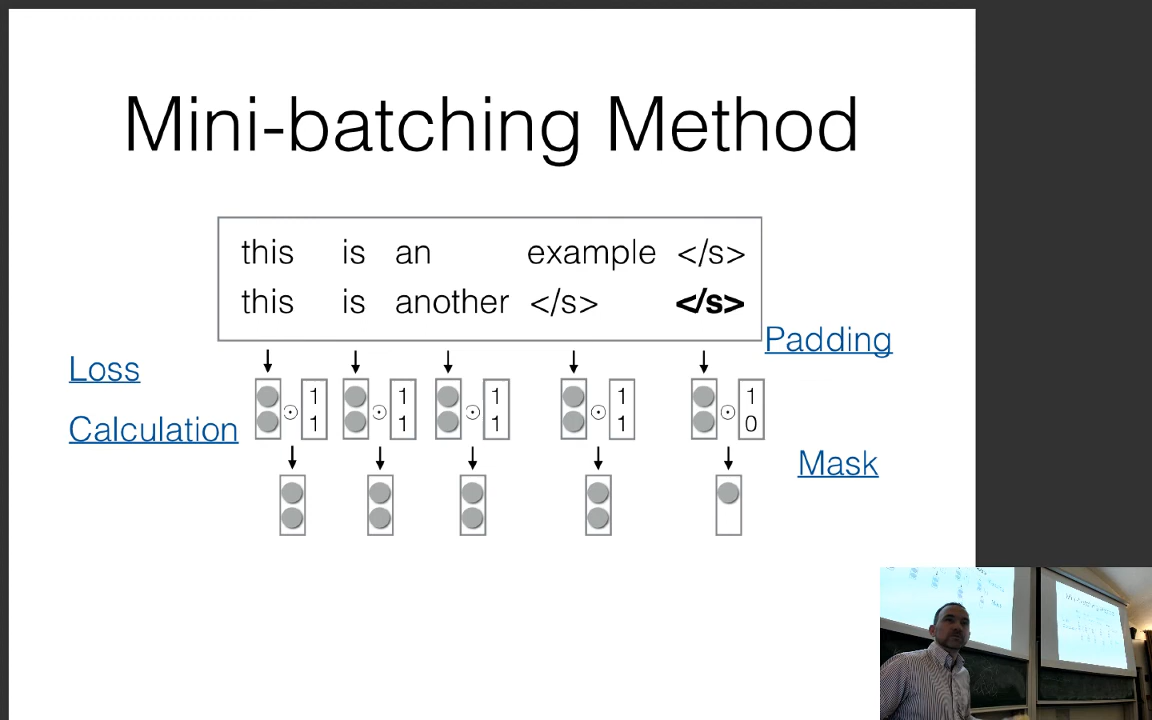 Mini-batching Method
this is an example </s>
this is another </s> </s>
Padding
Loss
Calculation
1 1 1 1 1
1 1 1 1 0
Mask